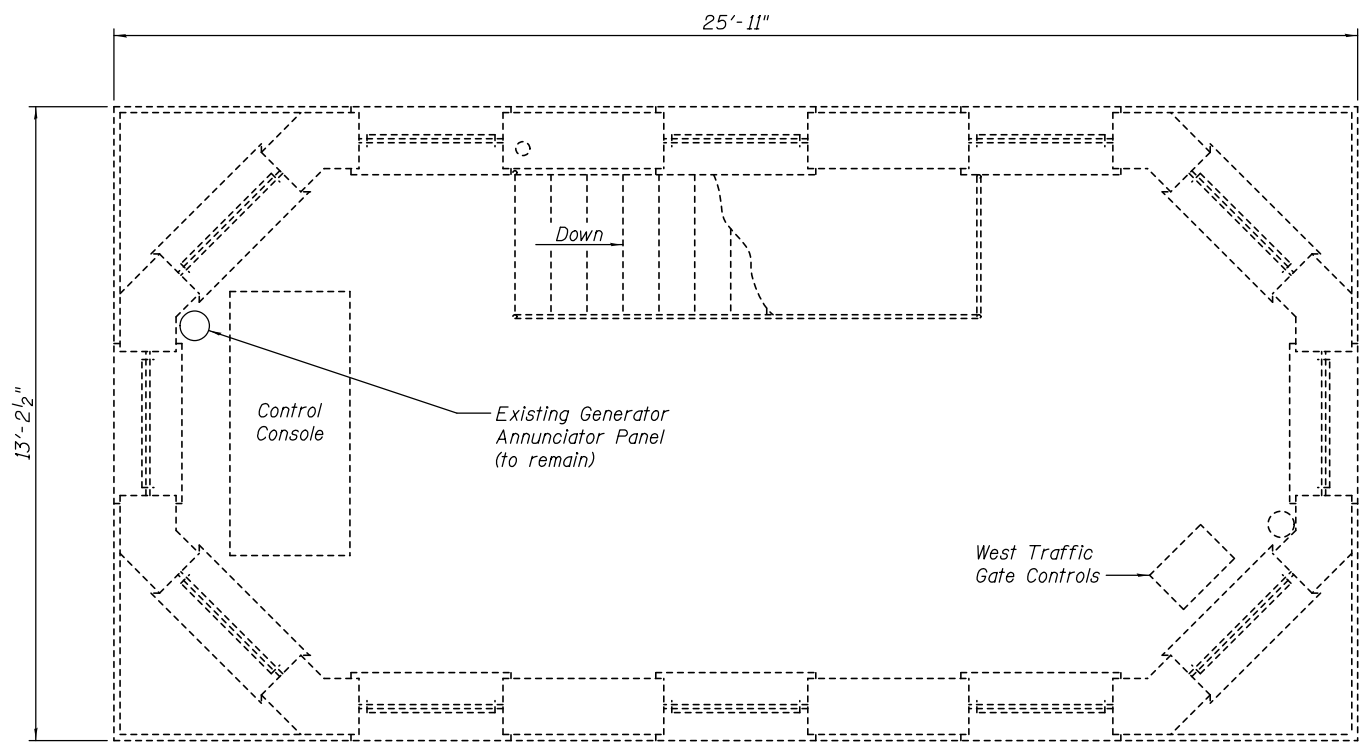 25'-11"
Down
13'-2½"
Control
Console
Existing Generator
Annunciator Panel
(to remain)
West Traffic
Gate Controls